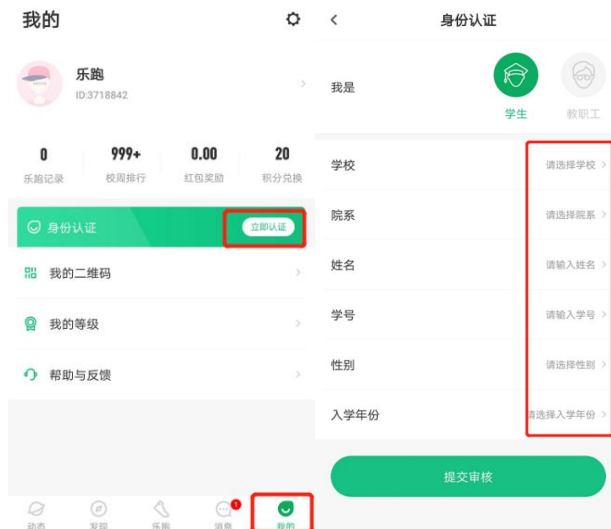 我的
乐跑
ID:3718842
0
999+
0.00
20
乐跑记录
校周排行
红包奖励
积分兑换
身份认证
立即认证
我的二维码
我的等级
帮助与反馈
动态
发现
乐跑
消息
1
我的
身份认证
我是
学生
教职工
学校
请选择学校
院系
请选择院系
姓名
请输入姓名
学号
请输入学号
性别
请选择性别
入学年份
请选择入学年份
提交审核